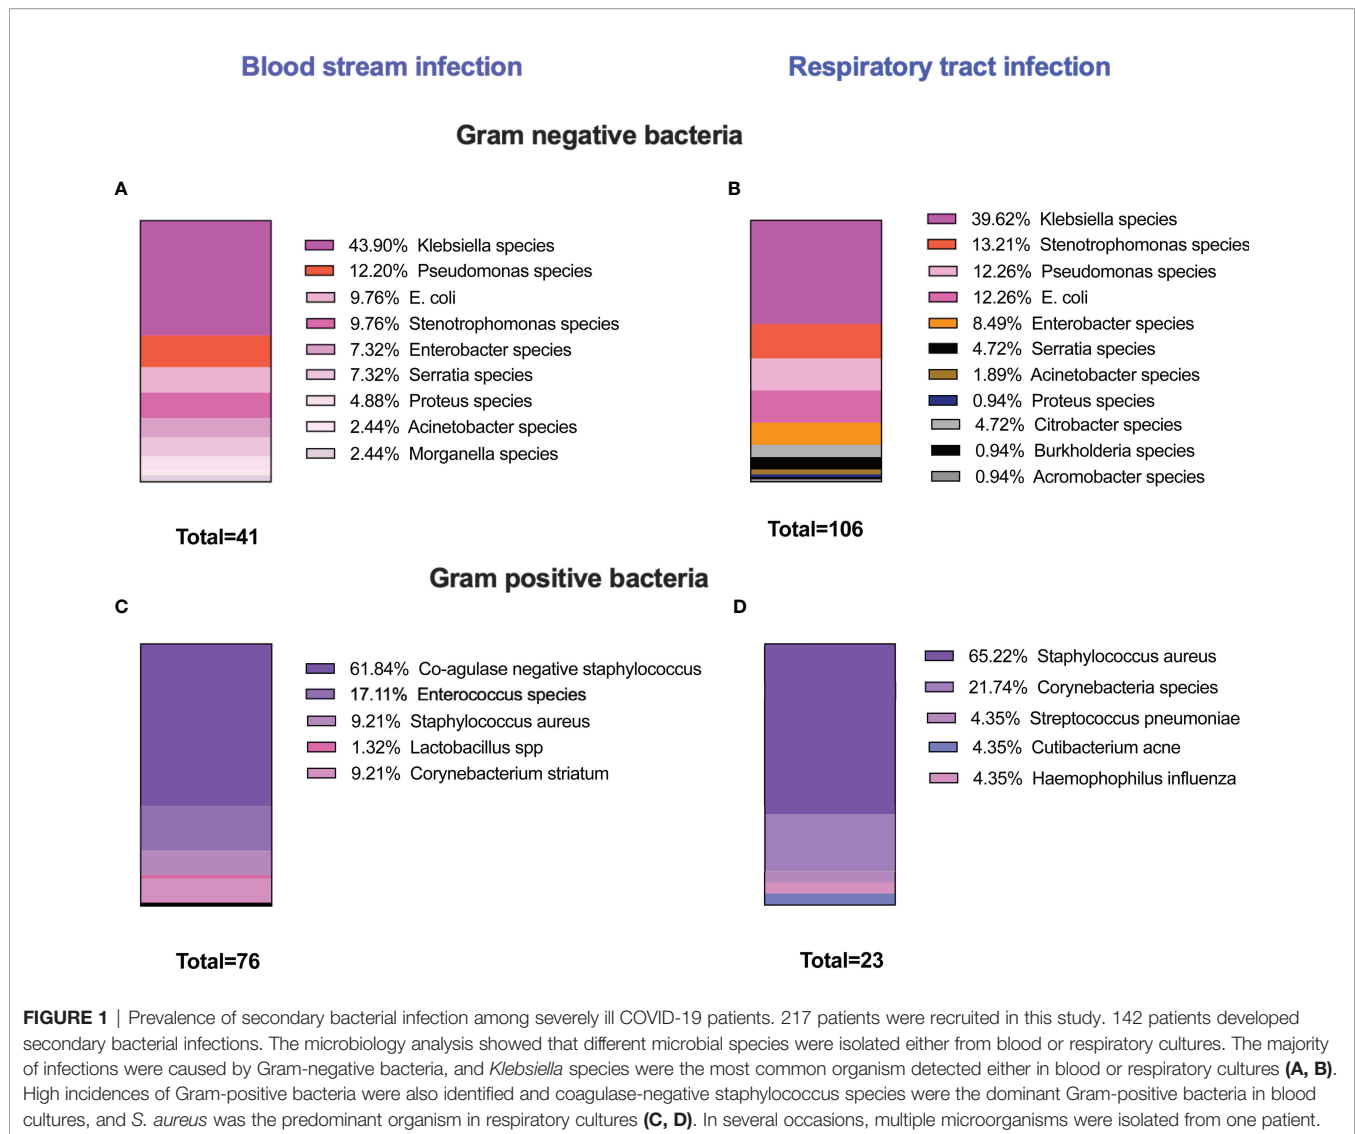 Blood stream infection
Respiratory tract infection
Gram negative bacteria
A
43.90% Klebsiella species
12.20% Pseudomonas species
9.76% E. coli
9.76% Stenotrophomonas species
7.32% Enterobacter species
7.32% Serratia species
4.88% Proteus species
2.44% Acinetobacter species
2.44% Morganella species
Total=41
B
39.62% Klebsiella species
13.21% Stenotrophomonas species
12.26% Pseudomonas species
12.26% E. coli
8.49% Enterobacter species
4.72% Serratia species
1.89% Acinetobacter species
0.94% Proteus species
4.72% Citrobacter species
0.94% Burkholderia species
0.94% Acromobacter species
Total=106
Gram positive bacteria
C
61.84% Co-agulase negative staphylococcus
17.11% Enterococcus species
9.21% Staphylococcus aureus
1.32% Lactobacillus spp
9.21% Corynebacterium striatum
Total=76
D
65.22% Staphylococcus aureus
21.74% Corynebacteria species
4.35% Streptococcus pneumoniae
4.35% Cutibacterium acne
4.35% Haemophophilus influenza
Total=23
FIGURE 1 | Prevalence of secondary bacterial infection among severely ill COVID-19 patients. 217 patients were recruited in this study. 142 patients developed
secondary bacterial infections. The microbiology analysis showed that different microbial species were isolated either from blood or respiratory cultures. The majority
of infections were caused by Gram-negative bacteria, and Klebsiella species were the most common organism detected either in blood or respiratory cultures (A, B).
High incidences of Gram-positive bacteria were also identified and coagulase-negative staphylococcus species were the dominant Gram-positive bacteria in blood
cultures, and S. aureus was the predominant organism in respiratory cultures (C, D). In several occasions, multiple microorganisms were isolated from one patient.